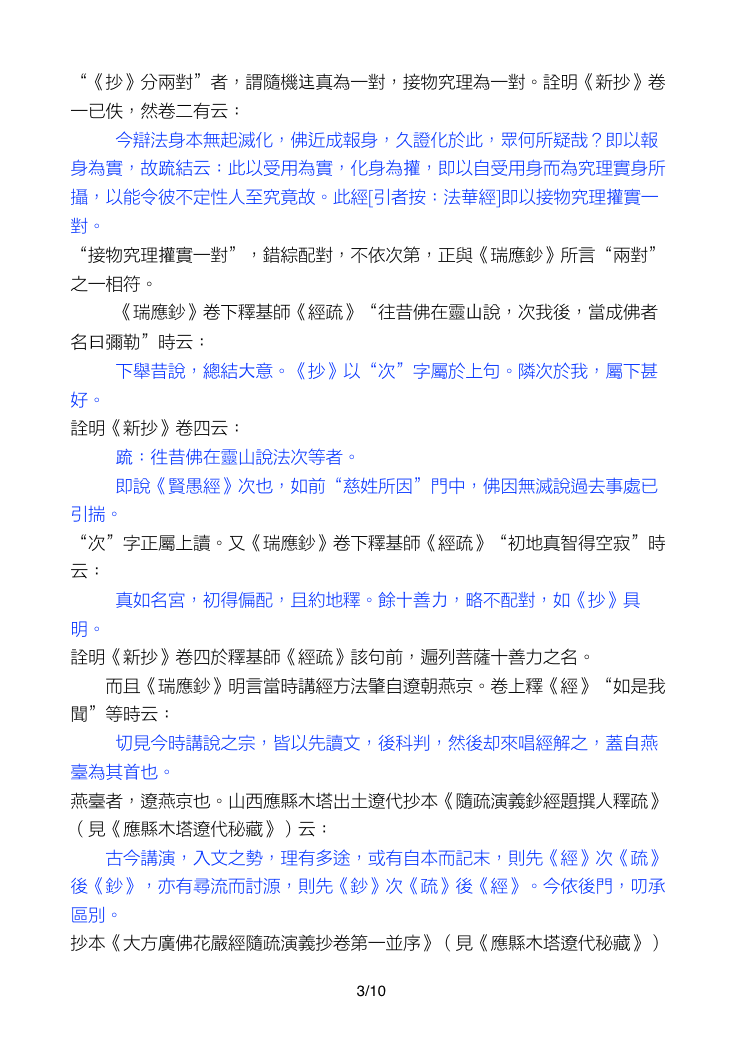 “《抄》分兩對”者，謂隨機迬真為一對，接物究理為一對。詮明《新抄》卷
一已佚，然卷二有云：
今辯法身本無起滅化，佛近成報身，久證化於此，眾何所疑哉？即以報
身為實，故䟽結云：此以受用為實，化身為㩲，即以自受用身而為究理實身所
攝，以能令彼不定性人至究竟故。此經[引者按：法華經]即以接物究理㩲實一
對。
“接物究理㩲實一對”，錯綜配對，不依次第，正與《瑞應鈔》所言“兩對”
之一相符。
《瑞應鈔》卷下釋基師《經疏》“往昔佛在靈山說，次我後，當成佛者
名曰彌勒”時云：
下舉昔說，總結大意。《抄》以“次”字屬於上句。隣次於我，屬下甚
好。
詮明《新抄》卷四云：
䟽：徃昔佛在靈山說法次等者。
即說《賢愚經》次也，如前“慈姓所因”門中，佛因無滅說過去事處已
引揣。
“次”字正屬上讀。又《瑞應鈔》卷下釋基師《經疏》“初地真智得空寂”時
云：
真如名宮，初得偏配，且約地釋。餘十善力，略不配對，如《抄》具
明。
詮明《新抄》卷四於釋基師《經疏》該句前，遍列菩薩十善力之名。
而且《瑞應鈔》明言當時講經方法肇自遼朝燕京。卷上釋《經》“如是我
聞”等時云：
切見今時講說之宗，皆以先讀文，後科判，然後却來唱經解之，蓋自燕
臺為其首也。
燕臺者，遼燕京也。山西應縣木塔出土遼代抄本《隨疏演義鈔經題撰人釋疏》
（見《應縣木塔遼代秘藏》）云：
古今講演，入文之勢，理有多途，或有自本而記末，則先《經》次《疏》
後《鈔》，亦有尋流而討源，則先《鈔》次《疏》後《經》。今依後門，叨承
區別。
抄本《大方廣佛花嚴經隨疏演義抄卷第一並序》（見《應縣木塔遼代秘藏》）
3/10